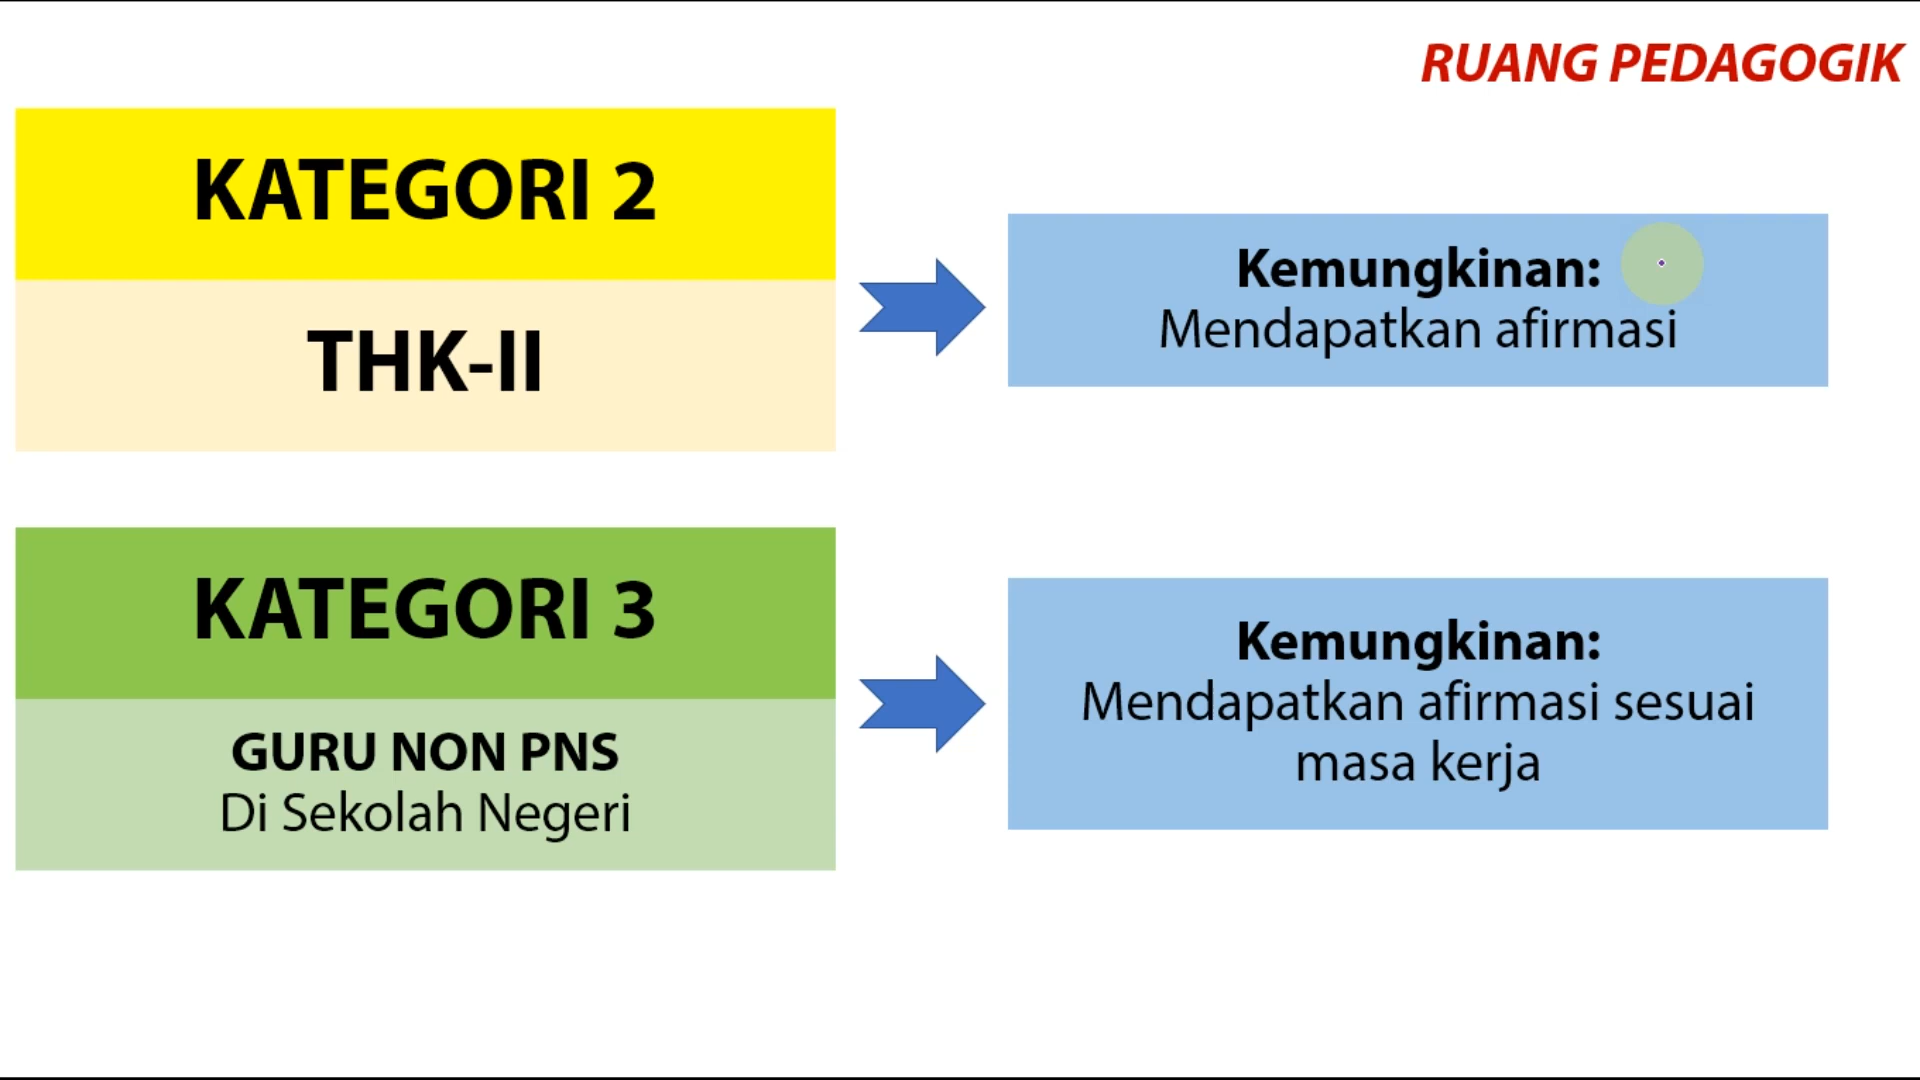 RUANG PEDAGOGIK
KATEGORI 2
THK-II
Kemungkinan:
Mendapatkan afirmasi
KATEGORI 3
GURU NON PNS
Di Sekolah Negeri
Kemungkinan:
Mendapatkan afirmasi sesuai
masa kerja